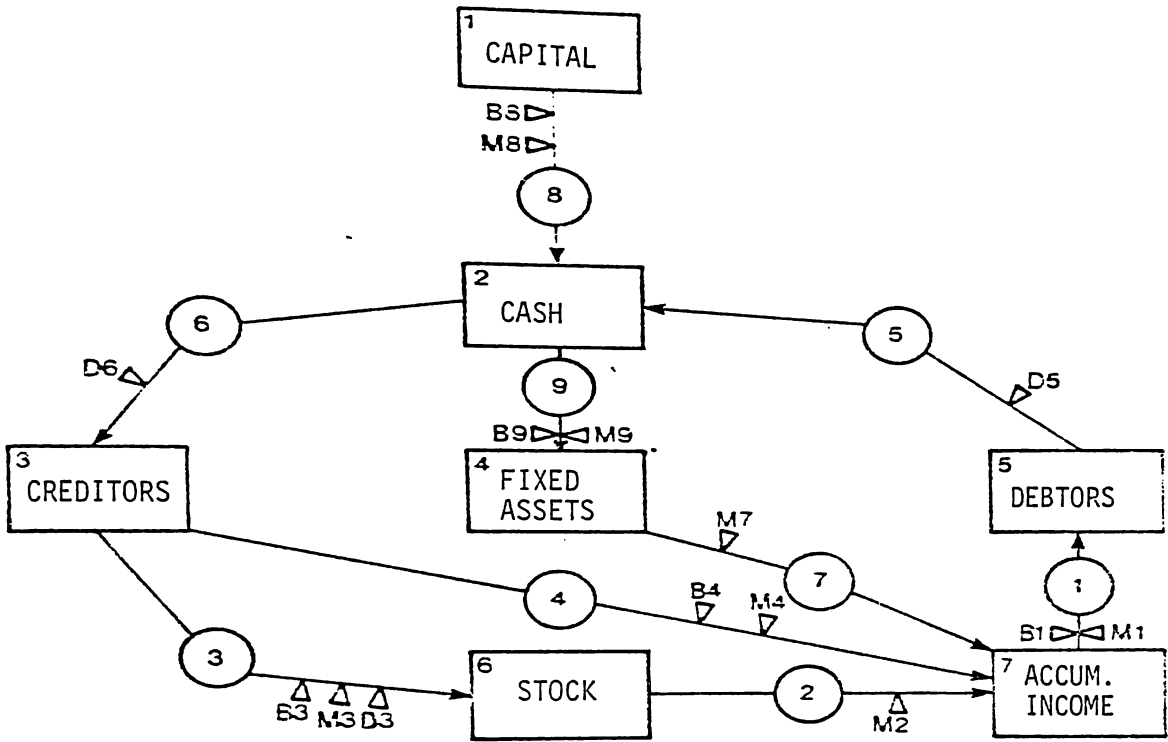 1
CAPITAL
B8
M8
8
2
CASH
6
5
D6
9
D5
B9 M9
3
CREDITORS
4
FIXED
ASSETS
5
DEBTORS
M7
7
1
4
B4
M4
B1 M1
3
B3 M3 D3
6
STOCK
2
M2
7
ACCUM.
INCOME